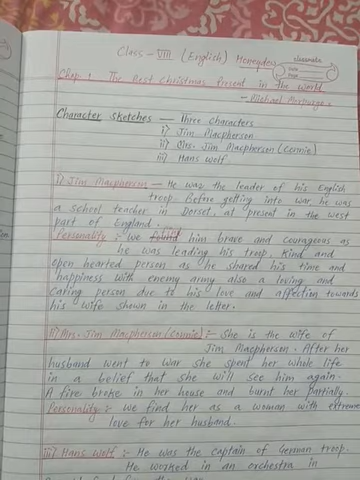 Class - VIII (English) Honeydew
classmate
Date
Page
Chap. 1 The Best Christmas Present in the World
- Michael Morpurgo.
Character sketches - Three characters
i) Jim Macpherson
ii) Mrs. Jim Macpherson (Connie)
iii) Hans Wolf.
i) Jim Macpherson - He was the leader of his English
troop. Before getting into war he was
a school teacher in Dorset, at present in the west
part of England.
Personality :- We found him brave and courageous as
he was leading his troop. Kind and
open hearted person as he shared his time and
happiness with enemy army also a loving and
caring person due to his love and affection towards
his wife shown in the letter.
ii) Mrs. Jim Macpherson (Connie) :- She is the wife of
Jim Macpherson. After her
husband went to war she spent her whole life
in a belief that she will see him again.
A fire broke in her house and burnt her partially.
Personality :- We find her as a woman with extreme
love for her husband.
iii) Hans Wolf :- He was the Captain of German troop.
He worked in an orchestra in